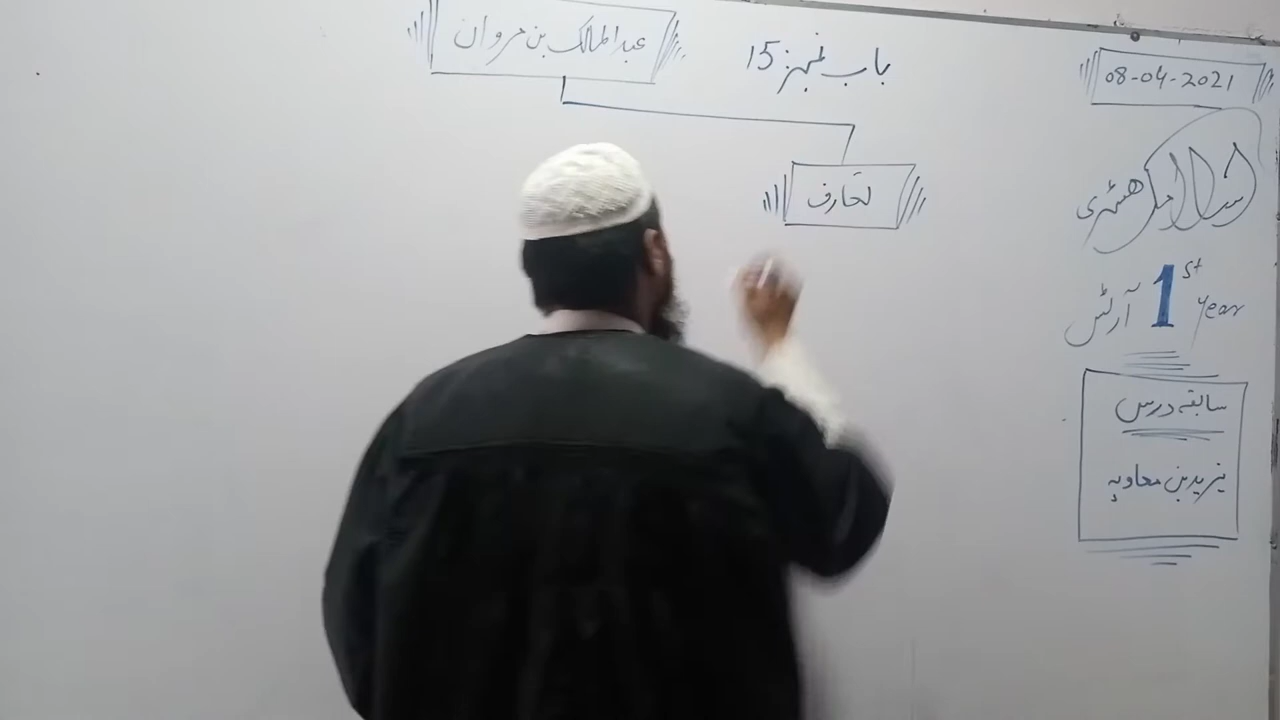 عبدالمالک بن مروان
باب نمبر: 15
08-04-2021
تعارف
اسلامک ھسٹری
1st year آرٹس
سابقہ درس
یزید بن معاویہ